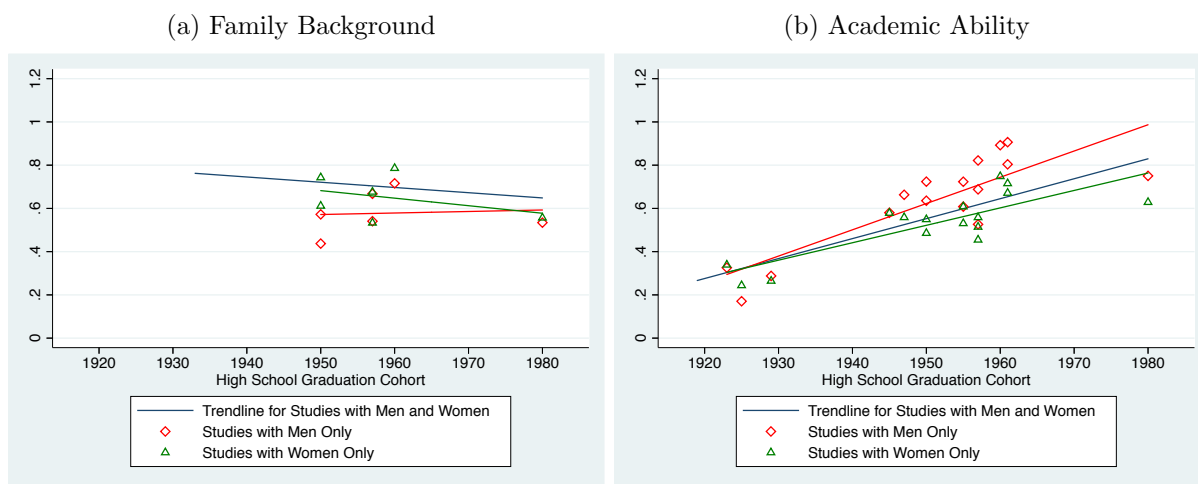 (a) Family Background
1.2
1
.8
.6
.4
.2
0
1920 1930 1940 1950 1960 1970 1980
High School Graduation Cohort
Trendline for Studies with Men and Women
Studies with Men Only
Studies with Women Only
(b) Academic Ability
1.2
1
.8
.6
.4
.2
0
1920 1930 1940 1950 1960 1970 1980
High School Graduation Cohort
Trendline for Studies with Men and Women
Studies with Men Only
Studies with Women Only